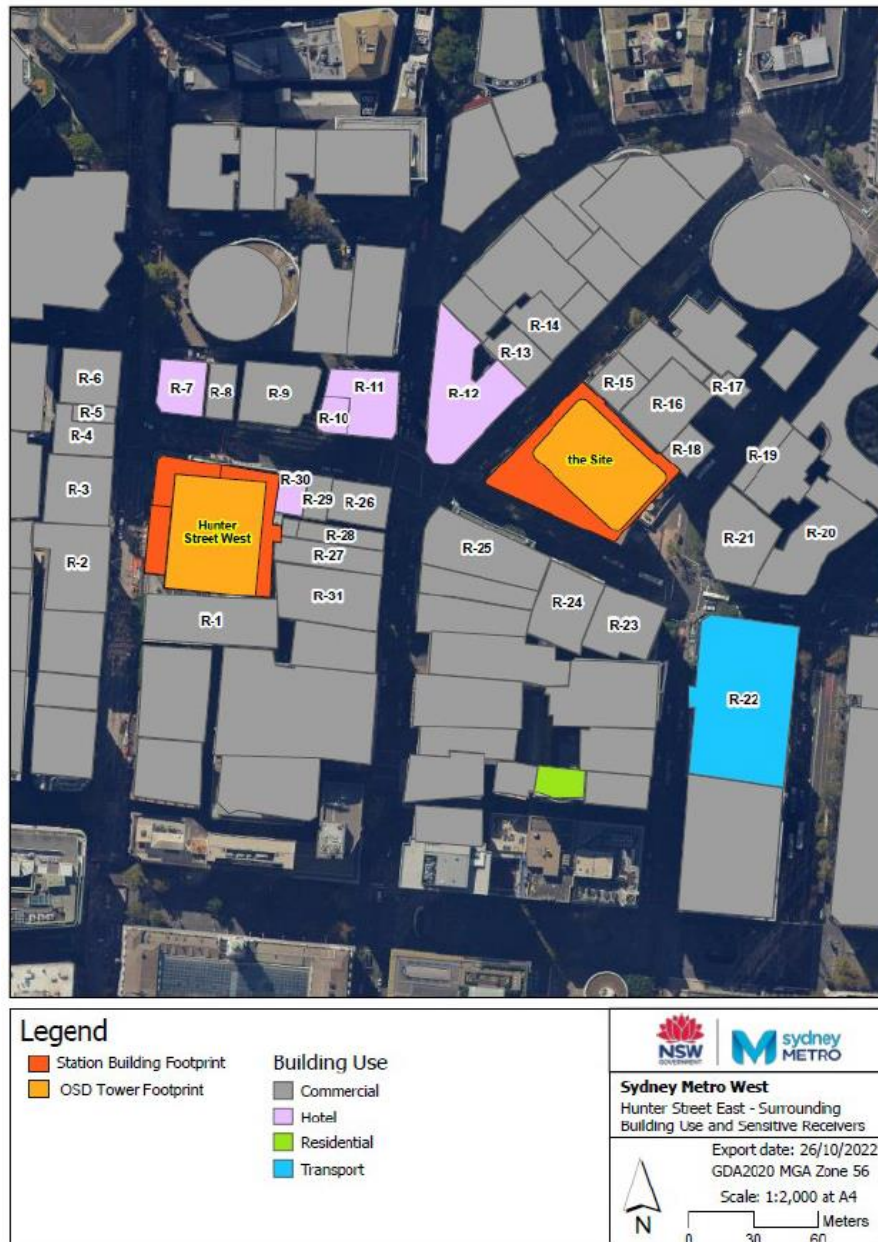 R-14
R-13
R-6
R-7
R-8
R-9
R-11
R-12
R-15
R-17
R-5
R-10
R-16
R-4
R-18
the Site
R-3
R-30
R-29
R-26
R-19
Hunter
Street West
R-28
R-27
R-25
R-21
R-20
R-2
R-31
R-24
R-1
R-23
R-22
Legend
Station Building Footprint
OSD Tower Footprint
Building Use
Commercial
Hotel
Residential
Transport
NSW
GOVERNMENT
sydney
METRO
Sydney Metro West
Hunter Street East - Surrounding
Building Use and Sensitive Receivers
Export date: 26/10/2022
GDA2020 MGA Zone 56
Scale: 1:2,000 at A4
N
Meters
0 30 60